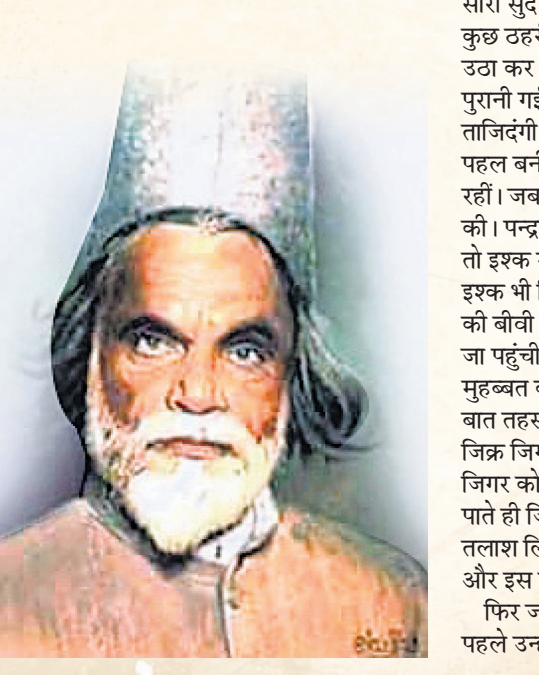 सारी सुद
कुछ ठहर
उठा कर
पुरानी गई
ताजिदंगी
पहल बनी
रहीं। जब
की। पन्द्र
तो इश्क
इश्क भी
की बीवी
जा पहुंची
मुहब्बत
बात तहस
जिक्र जिग
जिगर को
पाते ही जि
तलाश लि
और इस
फिर ज
पहले उन